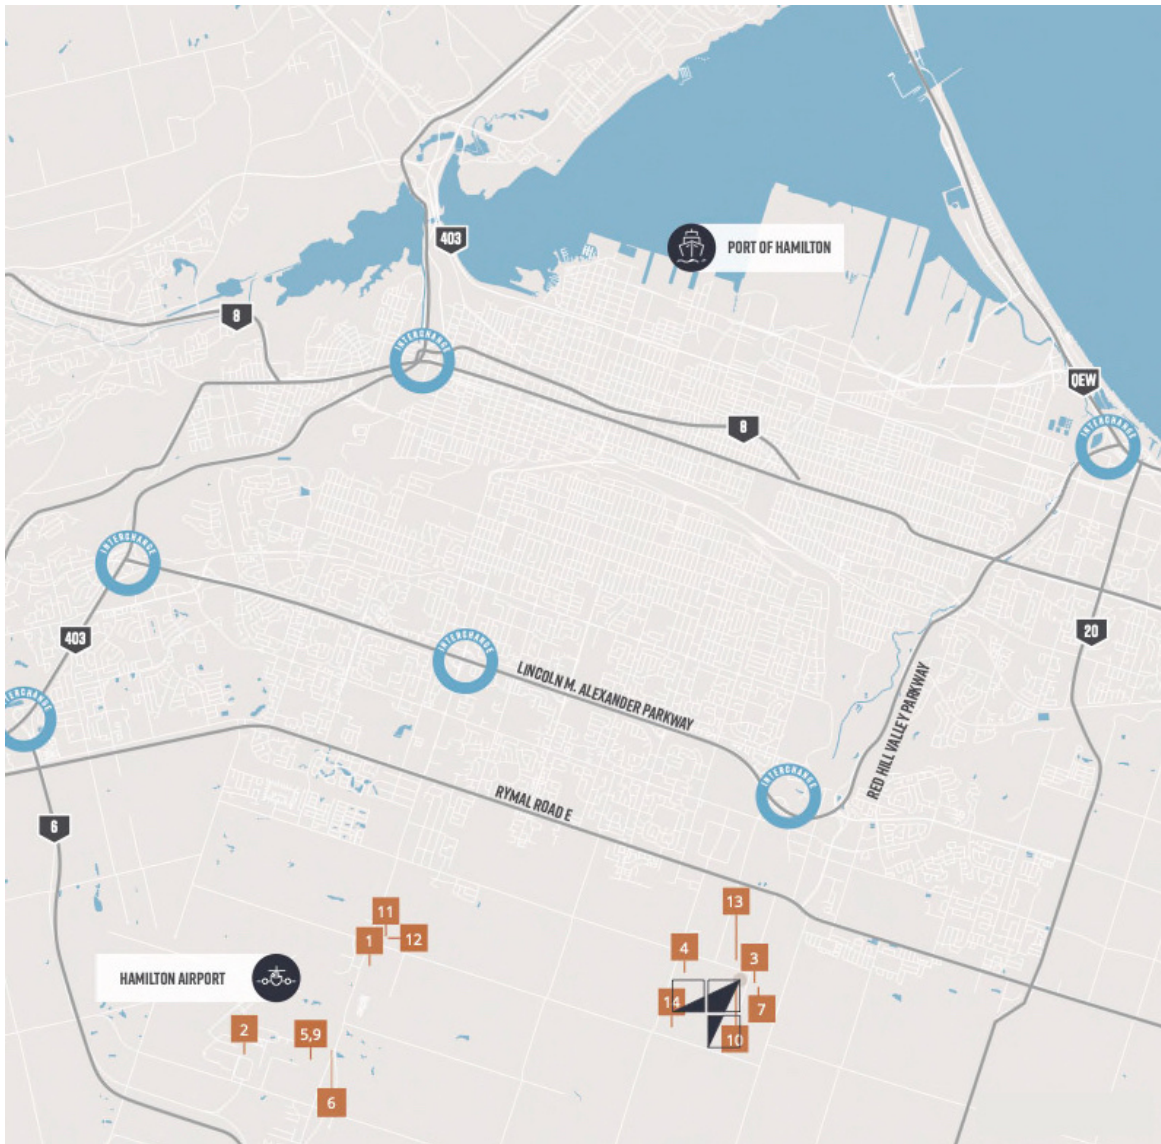 403
PORT OF HAMILTON
8
INTERCHANGE
QEW
8
INTERCHANGE
INTERCHANGE
403
20
INTERCHANGE
LINCOLN M. ALEXANDER PARKWAY
RED HILL VALLEY PARKWAY
INTERCHANGE
INTERCHANGE
RYMAL ROAD E
6
13
11
1
12
4
3
HAMILTON AIRPORT
14
7
2
5,9
10
6